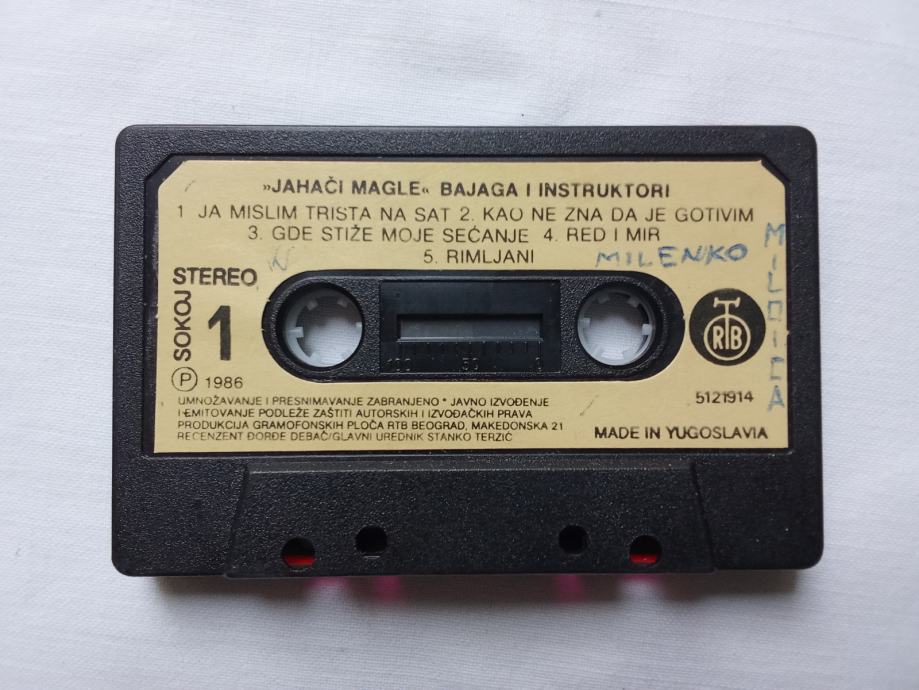 »JAHAČI MAGLE« BAJAGA I INSTRUKTORI
1 JA MISLIM TRISTA NA SAT 2. KAO NE ZNA DA JE GOTIVIM
3. GDE STIŽE MOJE SEĆANJE 4. RED I MIR
5. RIMLJANI
MILENKO
MILOICA
STEREO
SOKOJ
1
RTB
P 1986
5121914
UMNOŽAVANJE I PRESNIMAVANJE ZABRANJENO * JAVNO IZVOĐENJE
I EMITOVANJE PODLEŽE ZAŠTITI AUTORSKIH I IZVOĐAČKIH PRAVA
PRODUKCIJA GRAMOFONSKIH PLOČA RTB BEOGRAD, MAKEDONSKA 21
RECENZENT ĐORĐE DEBAČ/GLAVNI UREDNIK STANKO TERZIĆ
MADE IN YUGOSLAVIA
100 50 0